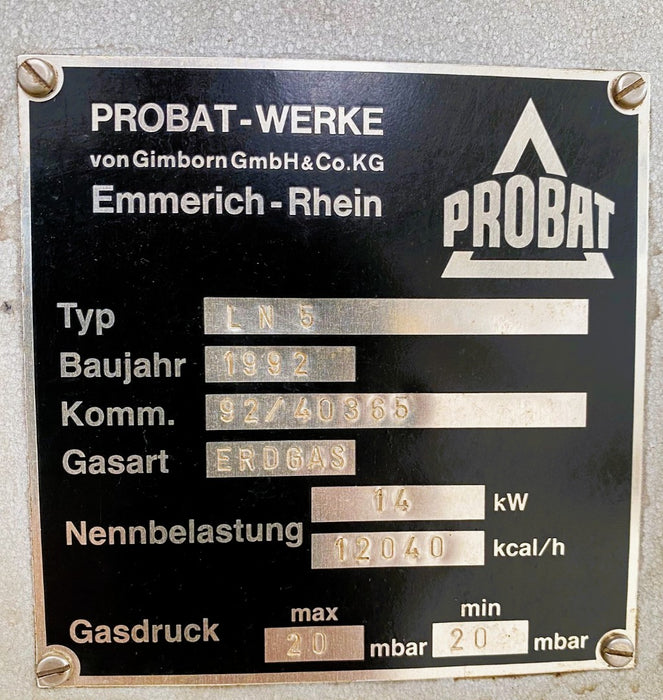 PROBAT-WERKE
von Gimborn GmbH & Co. KG
Emmerich - Rhein
PROBAT
Typ LN 5
Baujahr 1992
Komm. 92/40365
Gasart ERDGAS
Nennbelastung 14 kW
12040 kcal/h
max min
Gasdruck 20 mbar 20 mbar